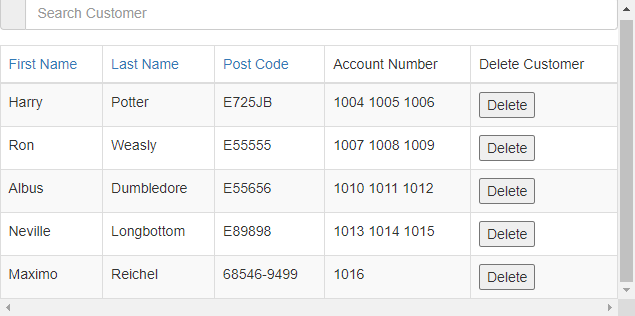 Search Customer
First Name Last Name Post Code Account Number Delete Customer
Harry Potter E725JB 1004 1005 1006 Delete
Ron Weasly E55555 1007 1008 1009 Delete
Albus Dumbledore E55656 1010 1011 1012 Delete
Neville Longbottom E89898 1013 1014 1015 Delete
Maximo Reichel 68546-9499 1016 Delete